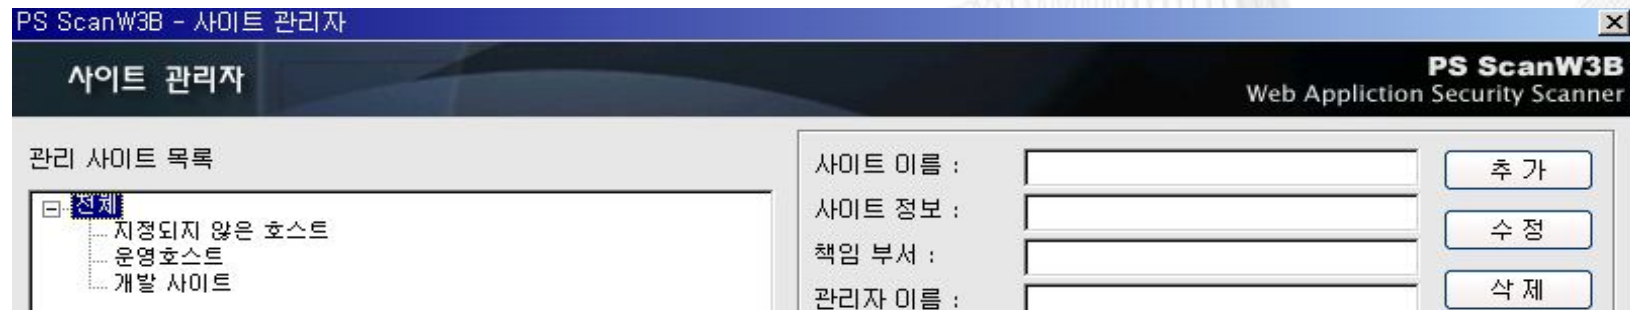 PS ScanW3B - 사이트 관리자
사이트 관리자
PS ScanW3B
Web Appliction Security Scanner
관리 사이트 목록
전체
지정되지 않은 호스트
운영호스트
개발 사이트
사이트 이름 :
추 가
사이트 정보 :
수 정
책임 부서 :
관리자 이름 :
삭 제